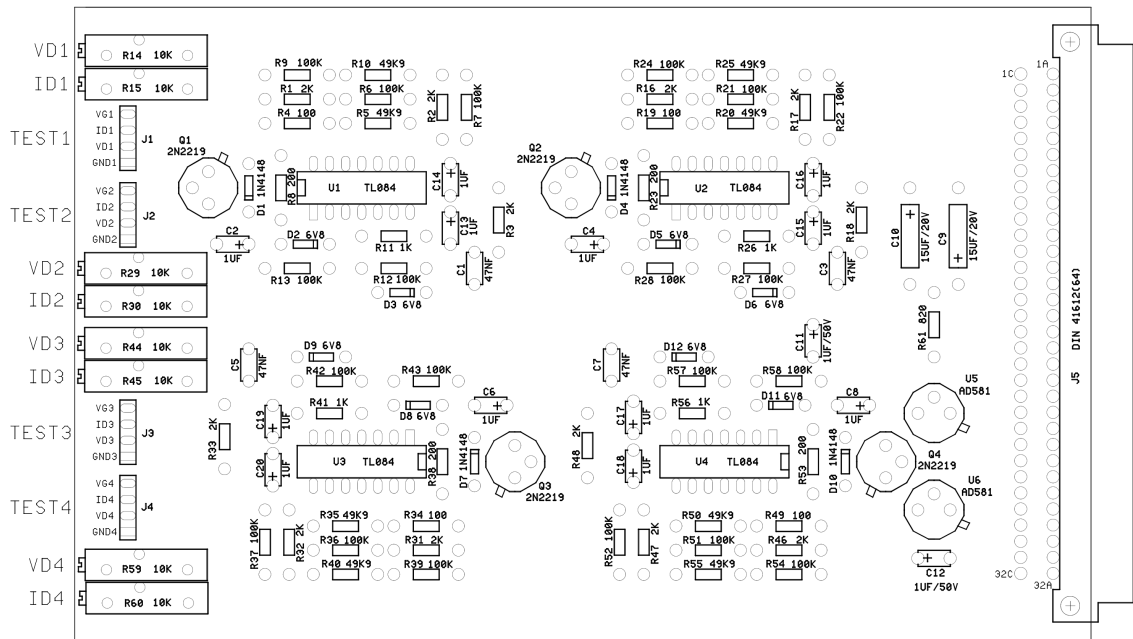 VD1 R14 10K
ID1 R15 10K
TEST1
VG1
ID1
VD1
GND1
J1
TEST2
VG2
ID2
VD2
GND2
J2
VD2 R29 10K
ID2 R30 10K
VD3 R44 10K
ID3 R45 10K
TEST3
VG3
ID3
VD3
GND3
J3
TEST4
VG4
ID4
VD4
GND4
J4
VD4 R59 10K
ID4 R60 10K
R9 100K
R10 49K9
R1 2K
R6 100K
R4 100
R5 49K9
R2 2K
R7 100K
Q1
2N2219
D1 1N4148
R8 200
U1 TL084
C14 1UF
C13 1UF
R3 2K
C2
1UF
D2 6V8
R11 1K
R13 100K
R12 100K
D3 6V8
C1 47NF
R24 100K
R25 49K9
R16 2K
R21 100K
R19 100
R20 49K9
R17 2K
R22 100K
Q2
2N2219
D4 1N4148
R23 200
U2 TL084
C16 1UF
C15 1UF
R18 2K
C4
1UF
D5 6V8
R26 1K
R28 100K
R27 100K
D6 6V8
C3 47NF
C10 15UF/20V
C9 15UF/20V
R61 820
C11 1UF/50V
C5 47NF
D9 6V8
R42 100K
R43 100K
R41 1K
D8 6V8
C6
1UF
R33 2K
C19 1UF
C20 1UF
U3 TL084
R38 200
D7 1N4148
Q3
2N2219
R35 49K9
R34 100
R36 100K
R31 2K
R40 49K9
R39 100K
R37 100K
R32 2K
C7 47NF
D12 6V8
R57 100K
R58 100K
R56 1K
D11 6V8
C8
1UF
R48 2K
C17 1UF
C18 1UF
U4 TL084
R53 200
D10 1N4148
Q4
2N2219
U5
AD581
U6
AD581
R50 49K9
R49 100
R51 100K
R46 2K
R55 49K9
R54 100K
R52 100K
R47 2K
C12
1UF/50V
1C
1A
32C
32A
J5 DIN 41612(64)